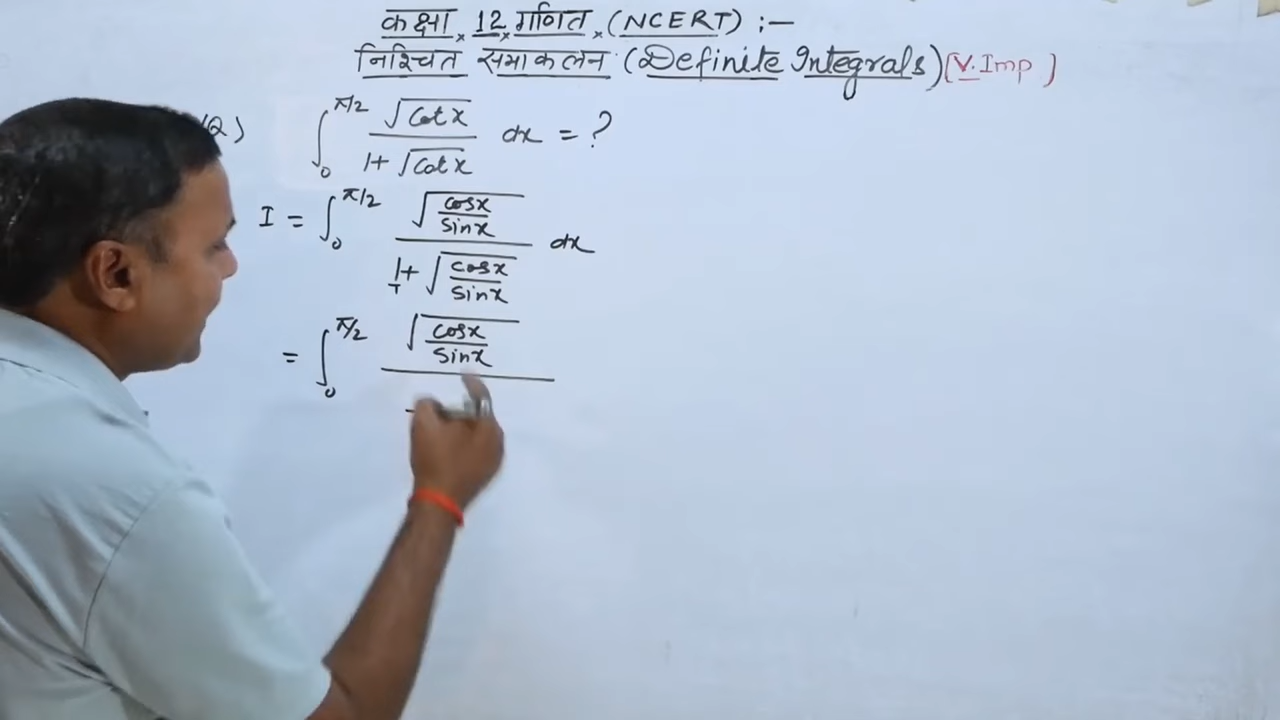 कक्षा 12 गणित (NCERT) :-
निश्चित समाकलन (Definite Integrals) [V.Imp]
Q) ∫₀^{π/2} √(cot x) / (1 + √(cot x)) dx = ?
I = ∫₀^{π/2} √(cosx/sinx) / (1 + √(cosx/sinx)) dx
= ∫₀^{π/2} √(cosx/sinx)